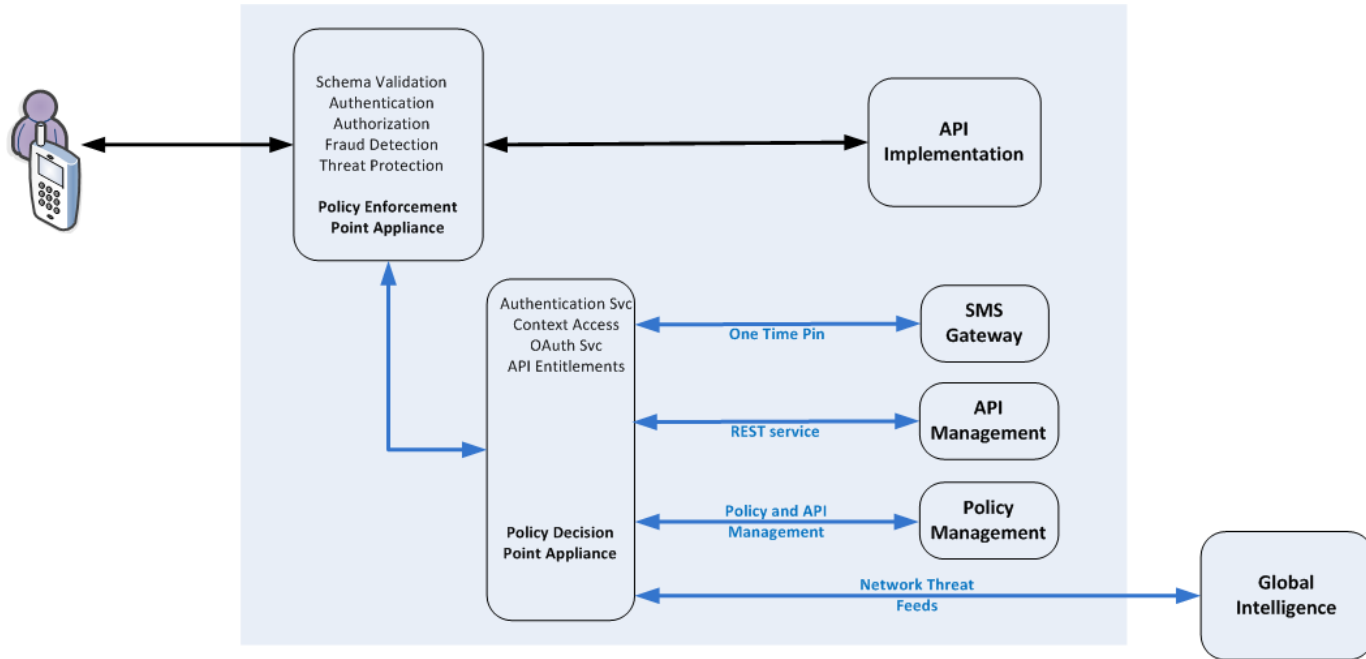 Schema Validation
Authentication
Authorization
Fraud Detection
Threat Protection
Policy Enforcement
Point Appliance
API
Implementation
Authentication Svc
Context Access
OAuth Svc
API Entitlements
Policy Decision
Point Appliance
One Time Pin
SMS
Gateway
REST service
API
Management
Policy and API
Management
Policy
Management
Network Threat
Feeds
Global
Intelligence